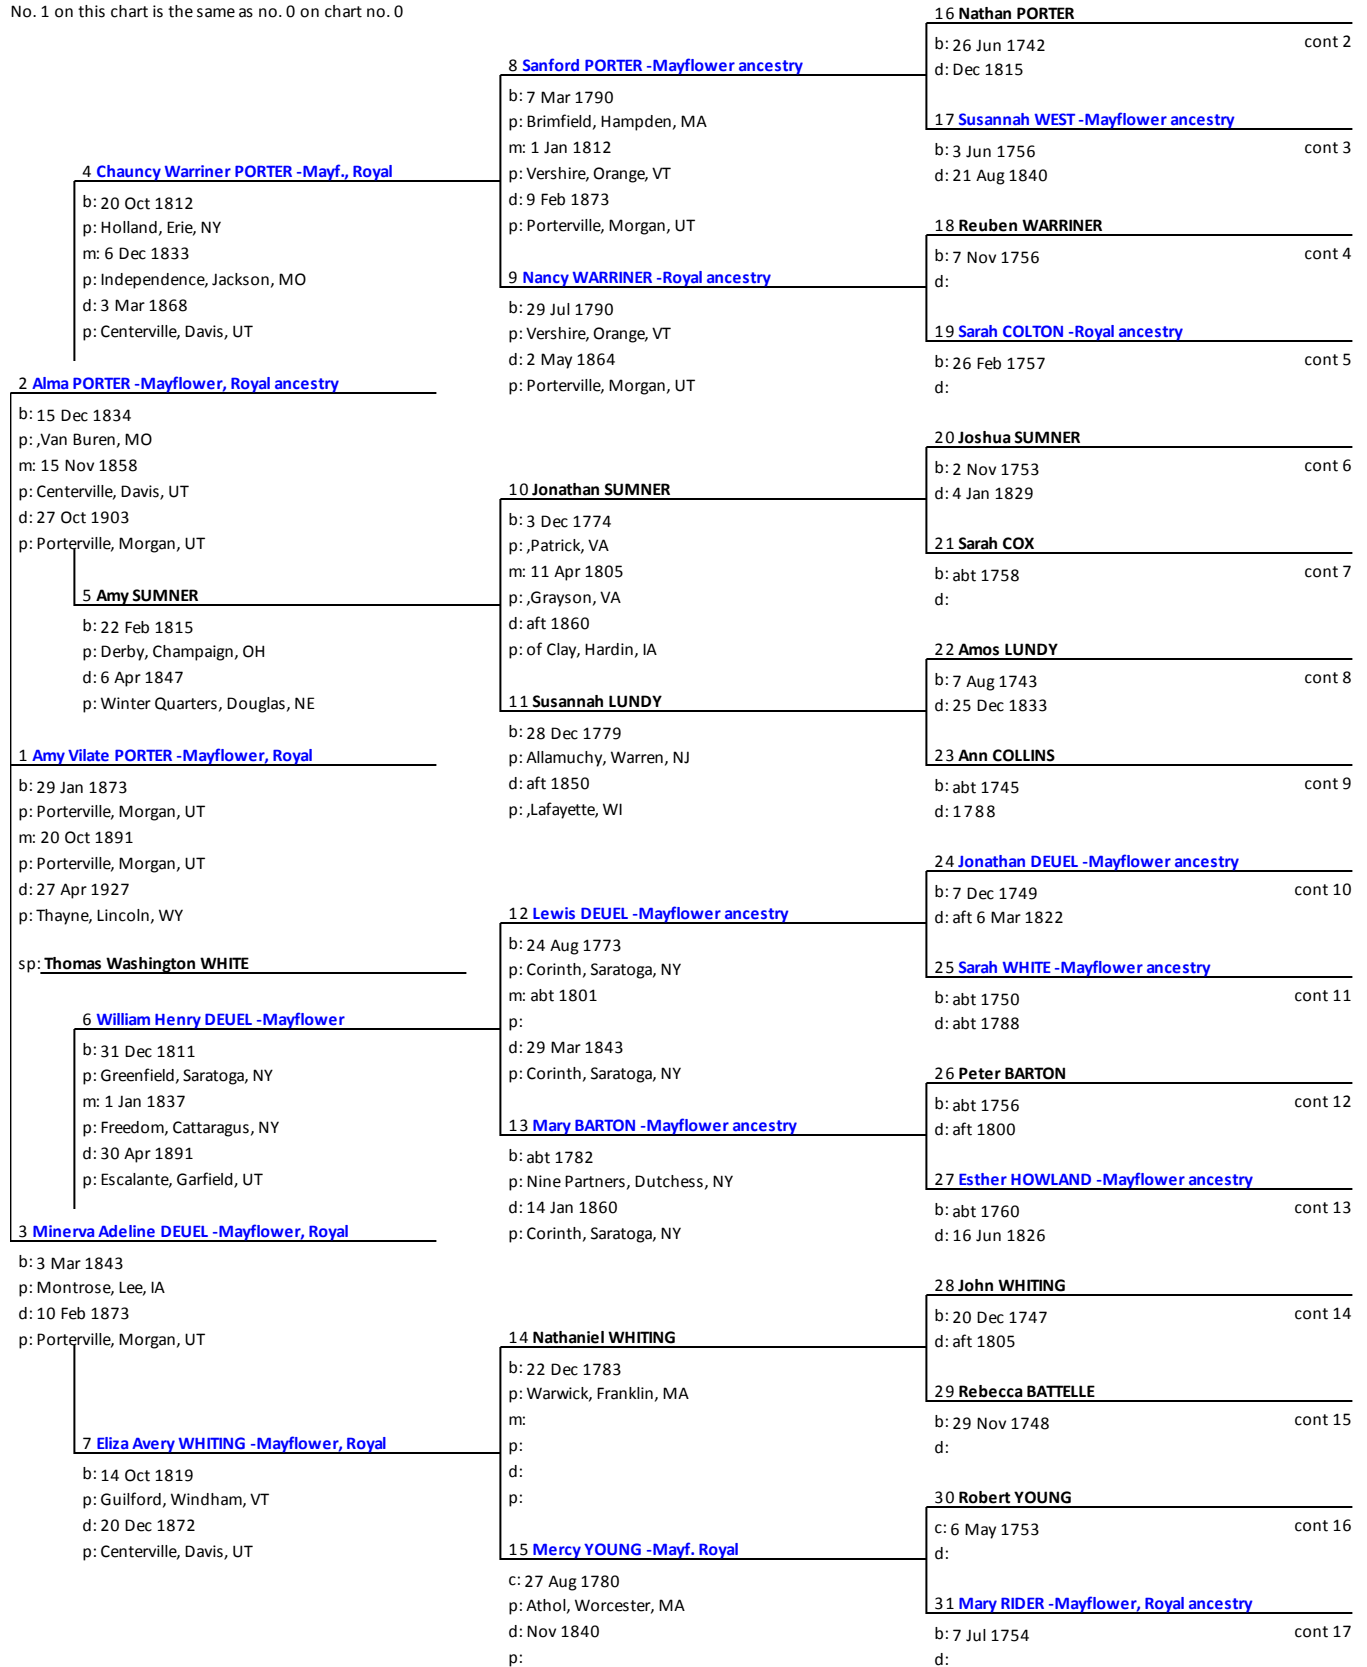 No. 1 on this chart is the same as no. 0 on chart no. 0
16 Nathan PORTER
b: 26 Jun 1742
cont 2
d: Dec 1815
8 Sanford PORTER -Mayflower ancestry
b: 7 Mar 1790
p: Brimfield, Hampden, MA
m: 1 Jan 1812
p: Vershire, Orange, VT
d: 9 Feb 1873
p: Porterville, Morgan, UT
17 Susannah WEST -Mayflower ancestry
b: 3 Jun 1756
cont 3
d: 21 Aug 1840
4 Chauncy Warriner PORTER -Mayf., Royal
b: 20 Oct 1812
p: Holland, Erie, NY
m: 6 Dec 1833
p: Independence, Jackson, MO
d: 3 Mar 1868
p: Centerville, Davis, UT
18 Reuben WARRINER
b: 7 Nov 1756
cont 4
d:
9 Nancy WARRINER -Royal ancestry
b: 29 Jul 1790
p: Vershire, Orange, VT
d: 2 May 1864
p: Porterville, Morgan, UT
19 Sarah COLTON -Royal ancestry
b: 26 Feb 1757
cont 5
d:
2 Alma PORTER -Mayflower, Royal ancestry
b: 15 Dec 1834
p: ,Van Buren, MO
m: 15 Nov 1858
p: Centerville, Davis, UT
d: 27 Oct 1903
p: Porterville, Morgan, UT
20 Joshua SUMNER
b: 2 Nov 1753
cont 6
d: 4 Jan 1829
10 Jonathan SUMNER
b: 3 Dec 1774
p: ,Patrick, VA
m: 11 Apr 1805
p: ,Grayson, VA
d: aft 1860
p: of Clay, Hardin, IA
21 Sarah COX
b: abt 1758
cont 7
d:
5 Amy SUMNER
b: 22 Feb 1815
p: Derby, Champaign, OH
d: 6 Apr 1847
p: Winter Quarters, Douglas, NE
22 Amos LUNDY
b: 7 Aug 1743
cont 8
d: 25 Dec 1833
11 Susannah LUNDY
b: 28 Dec 1779
p: Allamuchy, Warren, NJ
d: aft 1850
p: ,Lafayette, WI
23 Ann COLLINS
b: abt 1745
cont 9
d: 1788
1 Amy Vilate PORTER -Mayflower, Royal
b: 29 Jan 1873
p: Porterville, Morgan, UT
m: 20 Oct 1891
p: Porterville, Morgan, UT
d: 27 Apr 1927
p: Thayne, Lincoln, WY
sp: Thomas Washington WHITE
24 Jonathan DEUEL -Mayflower ancestry
b: 7 Dec 1749
cont 10
d: aft 6 Mar 1822
12 Lewis DEUEL -Mayflower ancestry
b: 24 Aug 1773
p: Corinth, Saratoga, NY
m: abt 1801
p:
d: 29 Mar 1843
p: Corinth, Saratoga, NY
25 Sarah WHITE -Mayflower ancestry
b: abt 1750
cont 11
d: abt 1788
6 William Henry DEUEL -Mayflower
b: 31 Dec 1811
p: Greenfield, Saratoga, NY
m: 1 Jan 1837
p: Freedom, Cattaragus, NY
d: 30 Apr 1891
p: Escalante, Garfield, UT
26 Peter BARTON
b: abt 1756
cont 12
d: aft 1800
13 Mary BARTON -Mayflower ancestry
b: abt 1782
p: Nine Partners, Dutchess, NY
d: 14 Jan 1860
p: Corinth, Saratoga, NY
27 Esther HOWLAND -Mayflower ancestry
b: abt 1760
cont 13
d: 16 Jun 1826
3 Minerva Adeline DEUEL -Mayflower, Royal
b: 3 Mar 1843
p: Montrose, Lee, IA
d: 10 Feb 1873
p: Porterville, Morgan, UT
28 John WHITING
b: 20 Dec 1747
cont 14
d: aft 1805
14 Nathaniel WHITING
b: 22 Dec 1783
p: Warwick, Franklin, MA
m:
p:
d:
p:
29 Rebecca BATTELLE
b: 29 Nov 1748
cont 15
d:
7 Eliza Avery WHITING -Mayflower, Royal
b: 14 Oct 1819
p: Guilford, Windham, VT
d: 20 Dec 1872
p: Centerville, Davis, UT
30 Robert YOUNG
c: 6 May 1753
cont 16
d:
15 Mercy YOUNG -Mayf. Royal
c: 27 Aug 1780
p: Athol, Worcester, MA
d: Nov 1840
p:
31 Mary RIDER -Mayflower, Royal ancestry
b: 7 Jul 1754
cont 17
d: